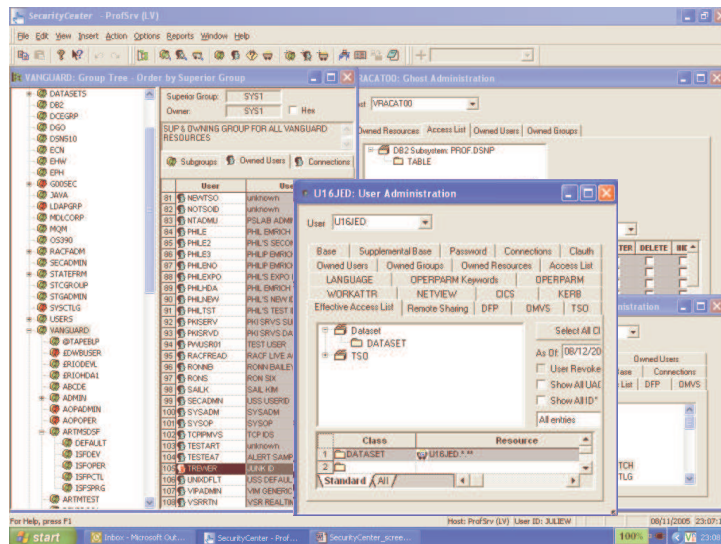 SecurityCenter - ProfSrv (LV)
File Edit View Insert Action Options Reports Window Help
VANGUARD: Group Tree - Order by Superior Group
DATASETS
DB2
DCEGRP
DGO
DSN510
ECN
EHW
EPH
GOOSEC
JAVA
LDAPGRP
MDLCORP
MQM
OS390
RACFADM
SECADMIN
STATEFRM
STCGROUP
STGADMIN
SYSCTLG
USERS
VANGUARD
@TAPEBLP
EDWBUSER
ERIODEVL
ERIOHDA1
ABCDE
ADMIN
AOPADMIN
AOPOPER
ARTMSDSF
DEFAULT
ISFDEV
ISFOPER
ISFPCTL
ISFSPRG
ARTMTEST
Superior Group: SYS1
Owner: SYS1 Hex
SUP & OWNING GROUP FOR ALL VANGUARD RESOURCES
Subgroups Owned Users Connections
User Use
81 NEWTSO unknown
82 NOTSOID unknown
83 NTADMU PSLAB ADMI
84 PHILE PHIL EMRICH
85 PHILE2 PHIL'S SECON
86 PHILE3 PHILIP EMRIC
87 PHILENO PHILIP EMRIC
88 PHILEXPO PHIL'S EXPO I
89 PHILHDA PHIL EMRICH
90 PHILNEW PHIL'S NEW I
91 PHILTST PHIL'S TEST I
92 PKISERV PKI SRVS SU
93 PKISRVD PKI SRVS DA
94 PWUSR01 TEST USER
95 RACFREAD RACF LIVE A
96 RONNB RONN BAILEY
97 RONS RON SIX
98 SAILK SAIL KIM
99 SECADMN USS USERID
100 SYSADM SYSADM
101 SYSOP SYSOP
102 TCPIPMVS TCP IDS
103 TESTART unknown
104 TESTEA7 ALERT SAMP
105 TREWER JUNK ID
106 UNIXDFLT USS DEFAUL
107 VIPADMIN VIM GENERIC
108 VSRRTN VSR REALTIM
RACAT00: Ghost Administration
VRACAT00
Owned Resources Access List Owned Users Owned Groups
DB2 Subsystem: PROF.DSNP
TABLE
U16JED: User Administration
User U16JED
Base Supplemental Base Password Connections Clauth
Owned Users Owned Groups Owned Resources Access List
LANGUAGE OPERPARM Keywords OPERPARM
WORKATTR NETVIEW CICS KERB
Effective Access List Remote Sharing DFP OMVS TSO
Dataset
DATASET
TSO
Select All Cl
As Of: 08/12/20
User Revoke
Show All UAC
Show All ID*
All entries
Class Resource
1 DATASET U16JED.*.**
2
Standard All
TER DELETE
istration
Owned Users
Base Connections
List DFP OMVS
TCH
TLG
For Help, press F1
Host: ProfSrv (LV) User ID: JULIEW 08/11/2005 23:07:1
start Inbox - Microsoft Out... SecurityCenter - Prof... SecurityCenter_scree... 100% 23:08